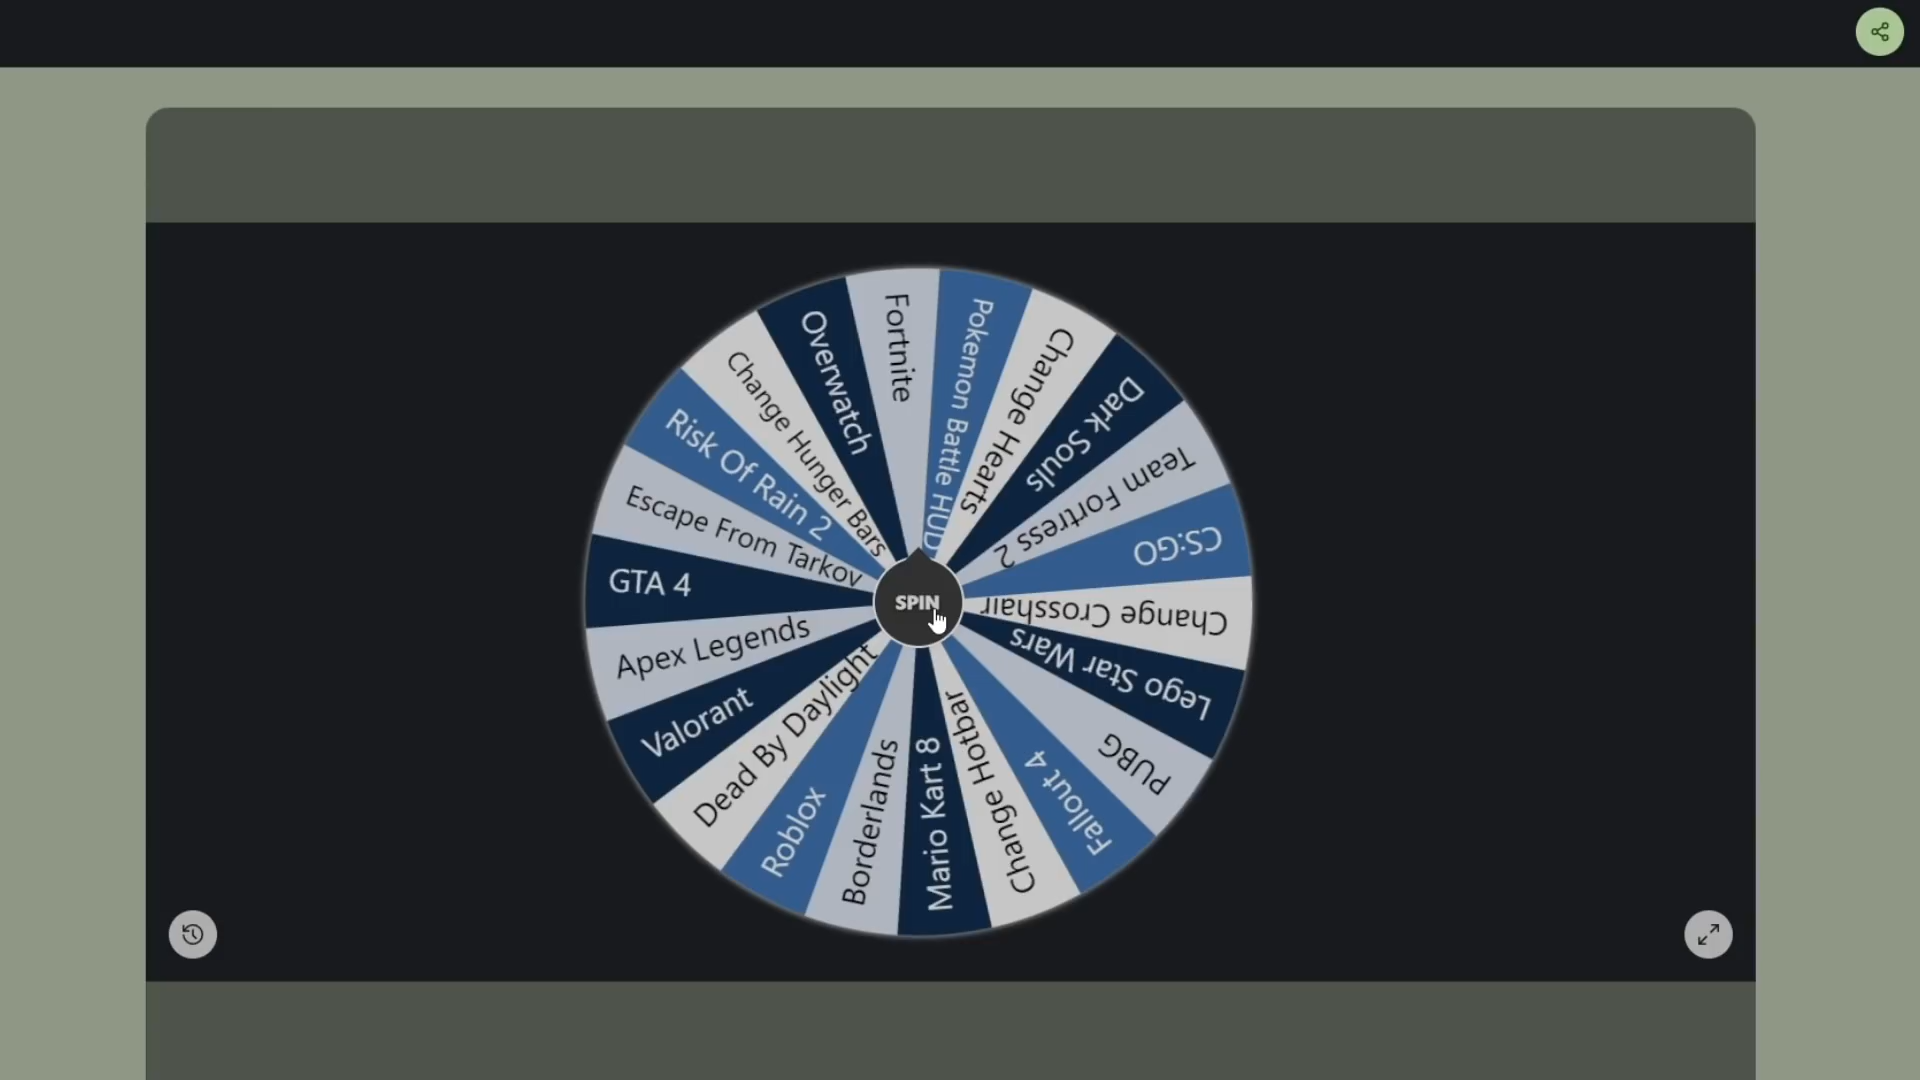 Fortnite
Pokemon Battle HUD
Change Hearts
Dark Souls
Team Fortress 2
CS:GO
Change Crosshair
Lego Star Wars
PUBG
Fallout 4
Change Hotbar
Mario Kart 8
Borderlands
Roblox
Dead By Daylight
Valorant
Apex Legends
GTA 4
Escape From Tarkov
Risk Of Rain 2
Change Hunger Bars
Overwatch
SPIN